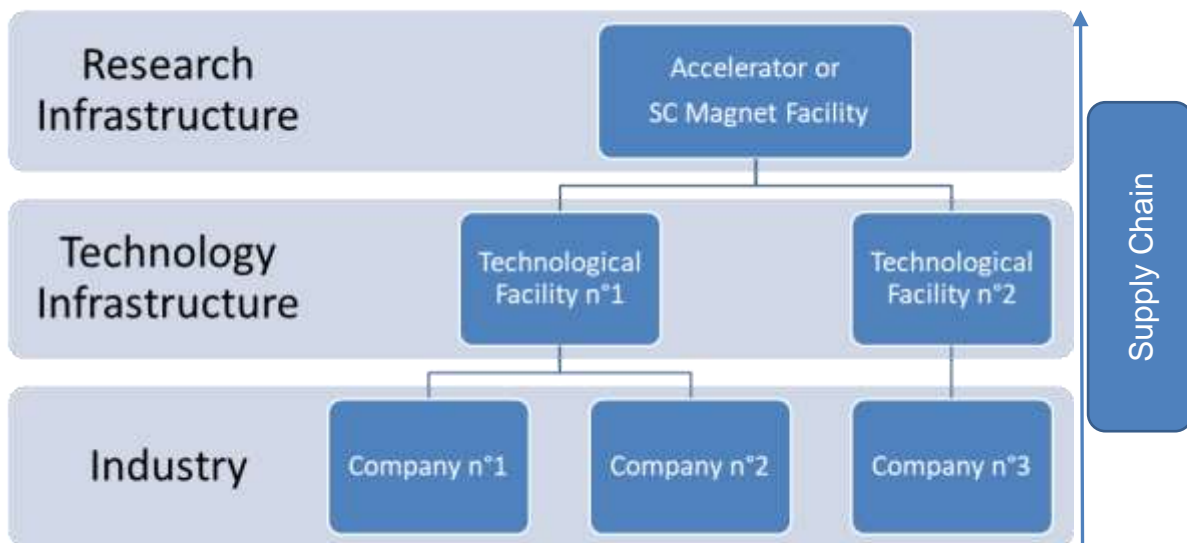 Research
Infrastructure
Accelerator or
SC Magnet Facility
Technology
Infrastructure
Technological
Facility n°1
Technological
Facility n°2
Industry
Company n°1
Company n°2
Company n°3
Supply Chain